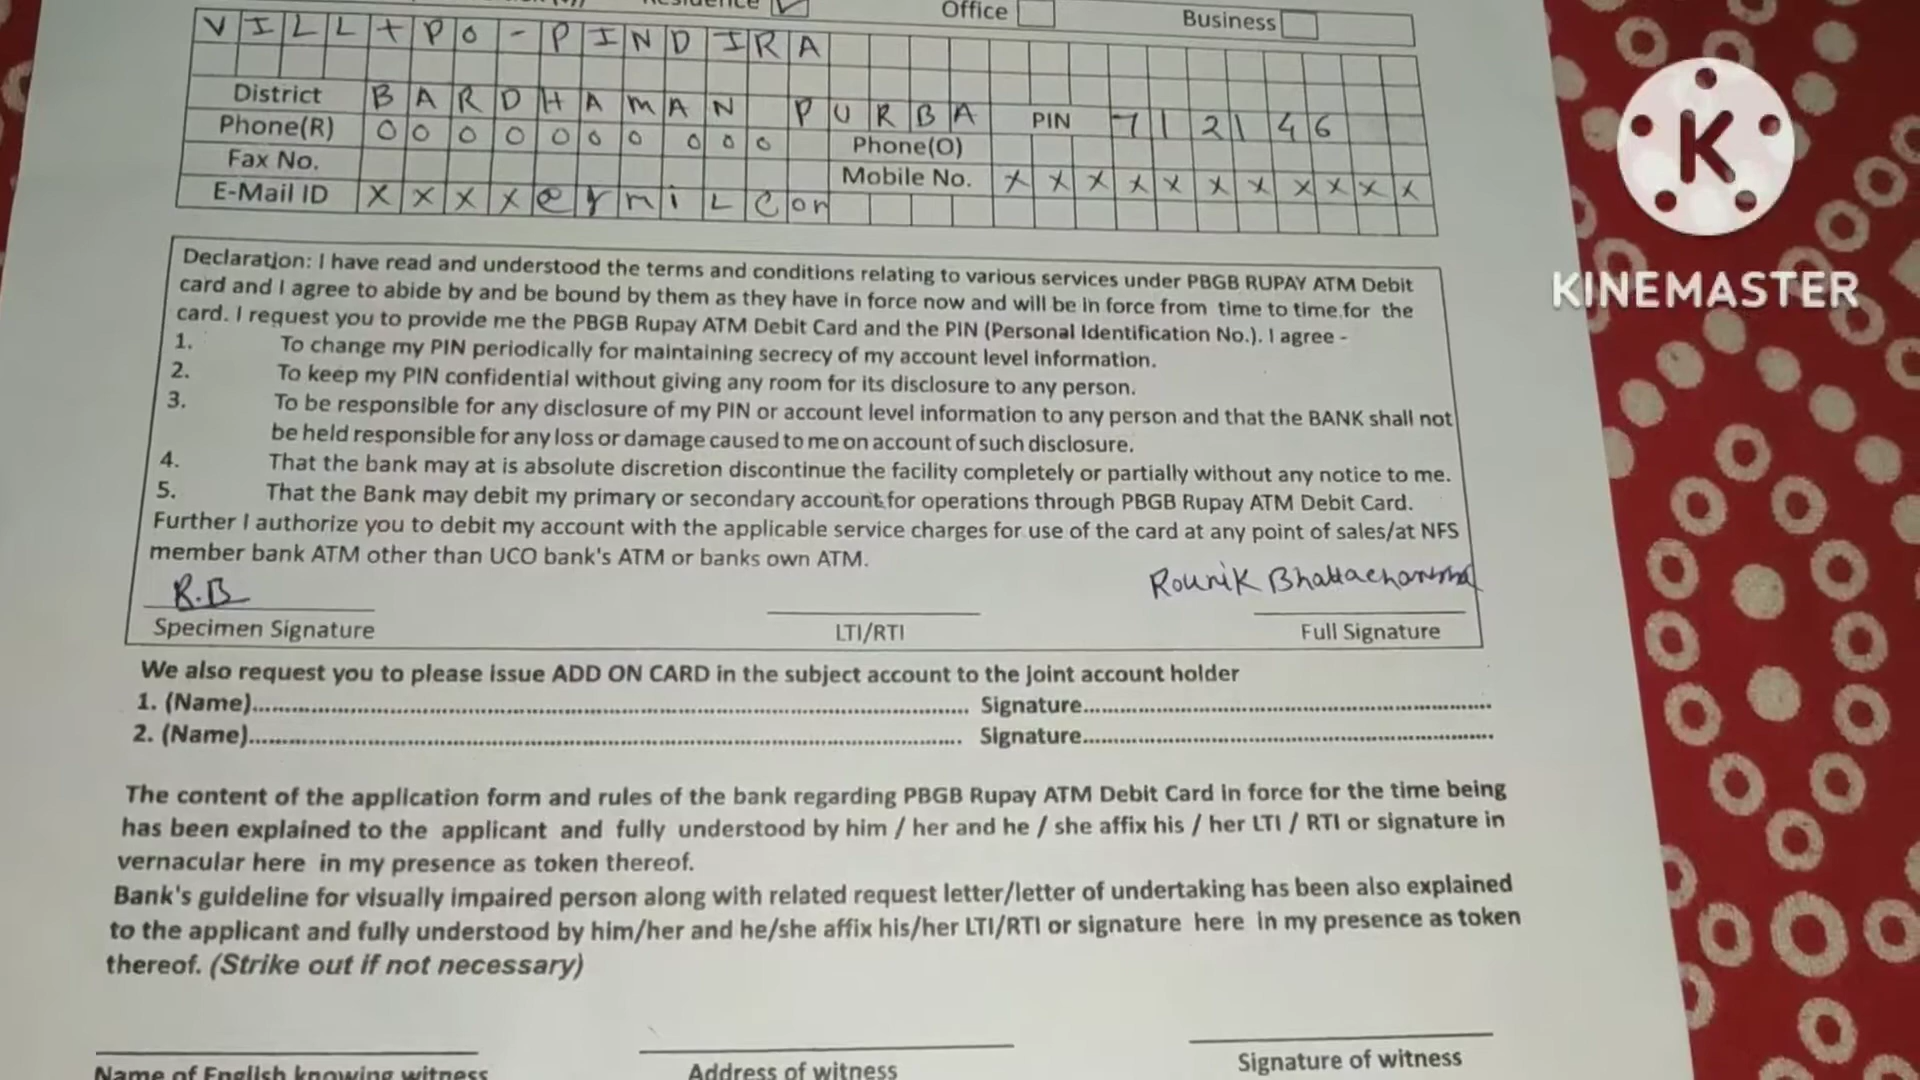 Office Business
VILL+PO-PINDIRA
District BARDHAMAN PURBA PIN 712146
Phone(R) 0000000000 Phone(O)
Fax No. Mobile No. XXXXXXXXXXX
E-Mail ID XXXX@gmilcom
Declaration: I have read and understood the terms and conditions relating to various services under PBGB RUPAY ATM Debit
card and I agree to abide by and be bound by them as they have in force now and will be in force from time to time for the
card. I request you to provide me the PBGB Rupay ATM Debit Card and the PIN (Personal Identification No.). I agree -
1. To change my PIN periodically for maintaining secrecy of my account level information.
2. To keep my PIN confidential without giving any room for its disclosure to any person.
3. To be responsible for any disclosure of my PIN or account level information to any person and that the BANK shall not
be held responsible for any loss or damage caused to me on account of such disclosure.
4. That the bank may at is absolute discretion discontinue the facility completely or partially without any notice to me.
5. That the Bank may debit my primary or secondary account for operations through PBGB Rupay ATM Debit Card.
Further I authorize you to debit my account with the applicable service charges for use of the card at any point of sales/at NFS
member bank ATM other than UCO bank's ATM or banks own ATM.
R.B Rounik
Specimen Signature LTI/RTI Full Signature
We also request you to please issue ADD ON CARD in the subject account to the joint account holder
1. (Name)........ Signature........
2. (Name)........ Signature........
The content of the application form and rules of the bank regarding PBGB Rupay ATM Debit Card in force for the time being
has been explained to the applicant and fully understood by him / her and he / she affix his / her LTI / RTI or signature in
vernacular here in my presence as token thereof.
Bank's guideline for visually impaired person along with related request letter/letter of undertaking has been also explained
to the applicant and fully understood by him/her and he/she affix his/her LTI/RTI or signature here in my presence as token
thereof. (Strike out if not necessary)
Name of English knowing witness Address of witness Signature of witness
K
KINEMASTER